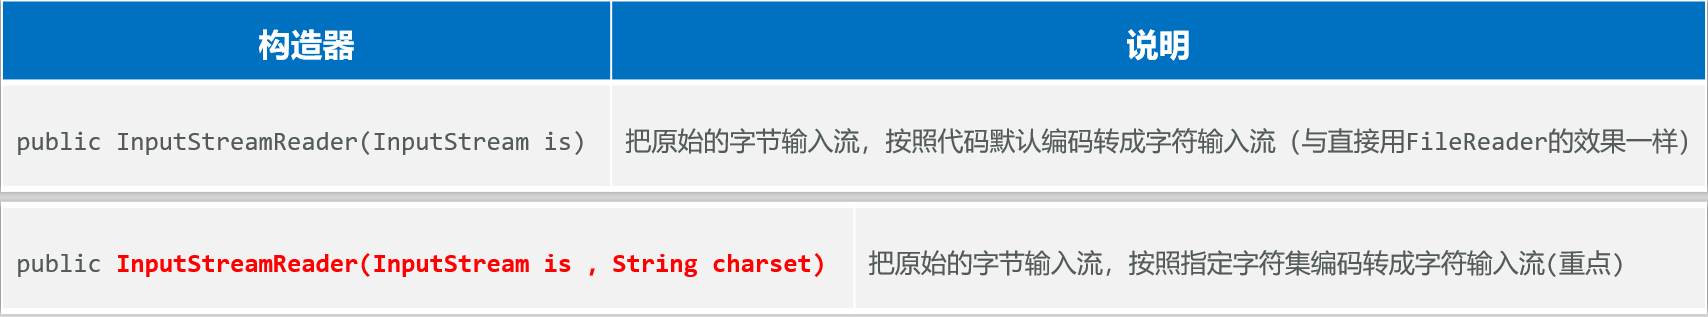 构造器 说明
public InputStreamReader(InputStream is) 把原始的字节输入流，按照代码默认编码转成字符输入流（与直接用FileReader的效果一样）
public InputStreamReader(InputStream is , String charset) 把原始的字节输入流，按照指定字符集编码转成字符输入流(重点)